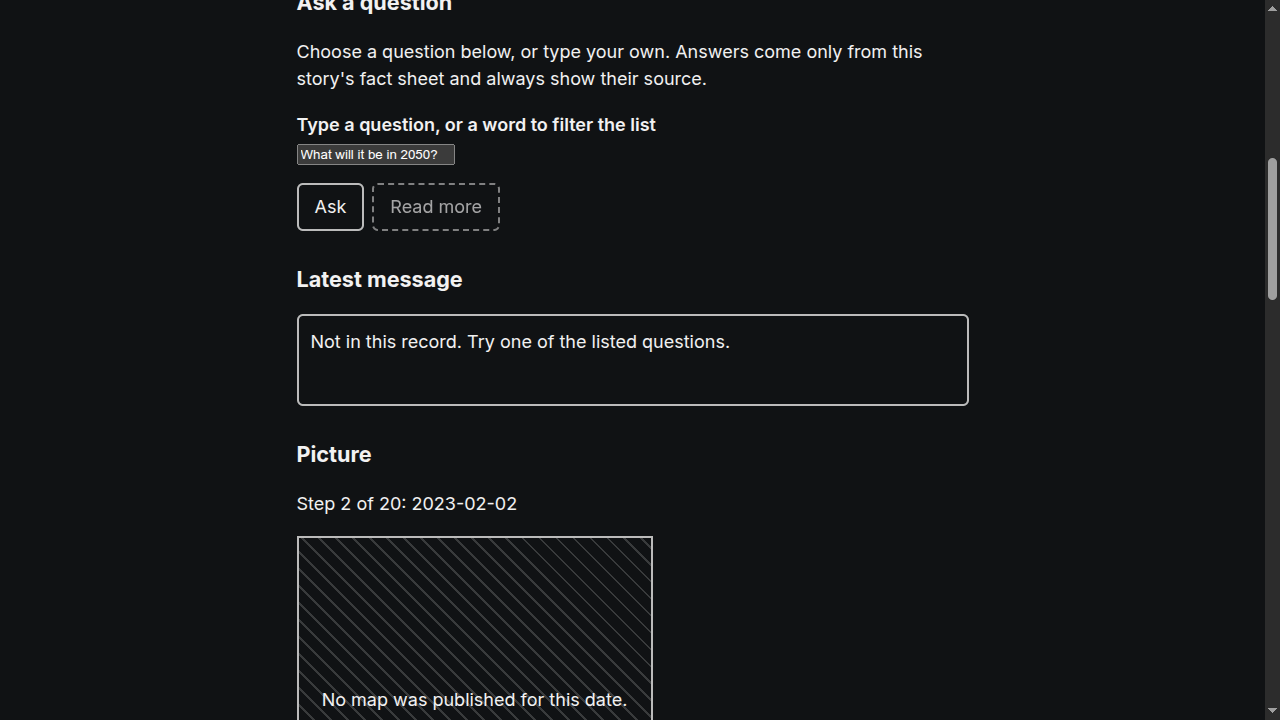 Ask a question
Choose a question below, or type your own. Answers come only from this
story's fact sheet and always show their source.
Type a question, or a word to filter the list
What will it be in 2050?
Ask
Read more
Latest message
Not in this record. Try one of the listed questions.
Picture
Step 2 of 20: 2023-02-02
No map was published for this date.